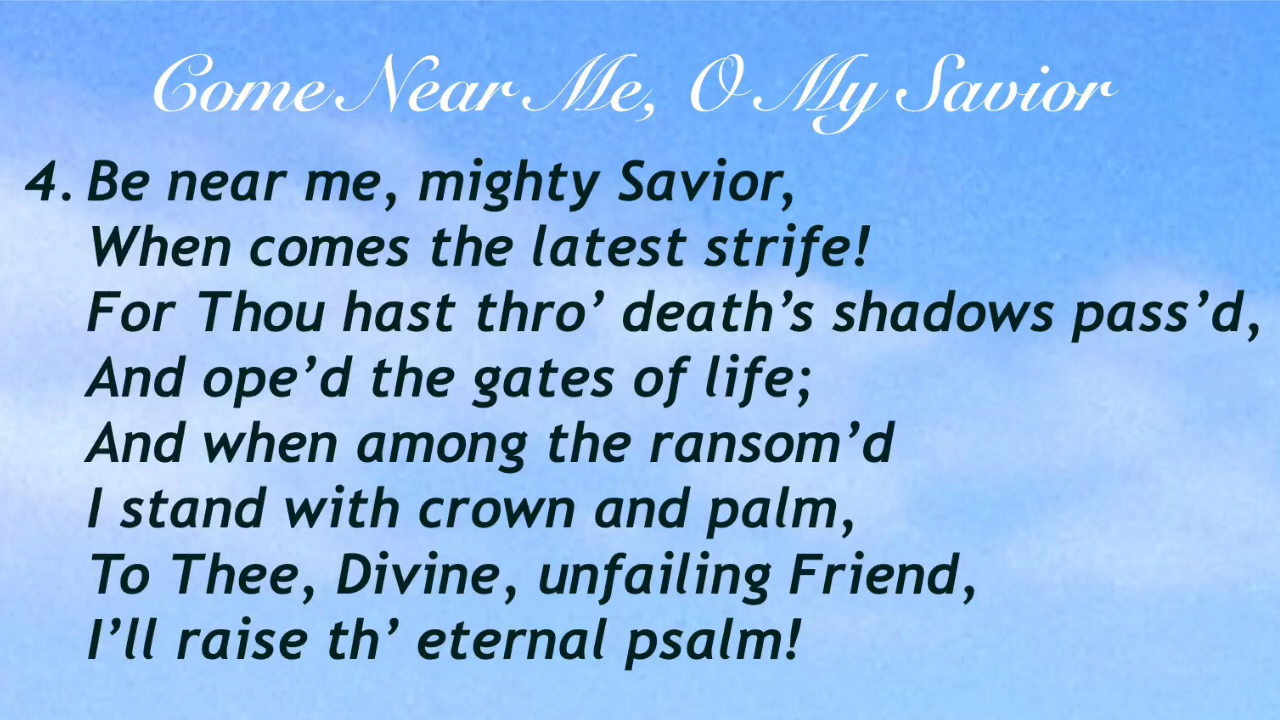 Come Near Me, O My Savior
4. Be near me, mighty Savior,
When comes the latest strife!
For Thou hast thro’ death’s shadows pass’d,
And ope’d the gates of life;
And when among the ransom’d
I stand with crown and palm,
To Thee, Divine, unfailing Friend,
I’ll raise th’ eternal psalm!